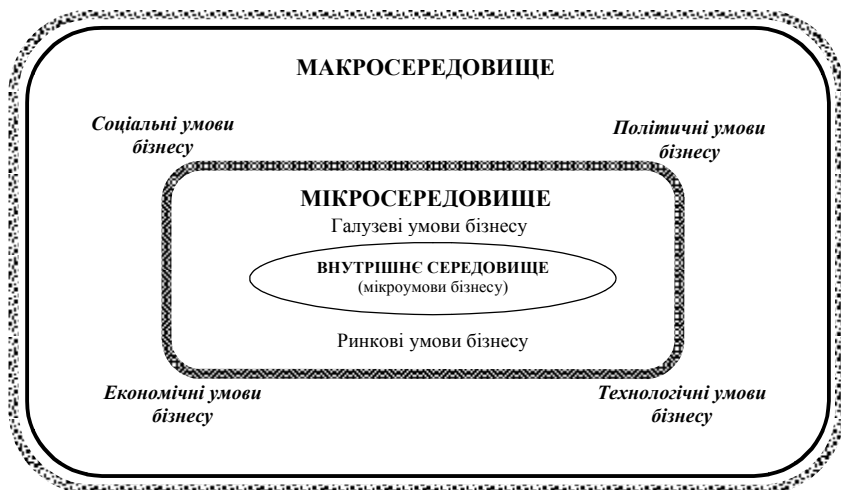 МАКРОСЕРЕДОВИЩЕ
Соціальні умови
бізнесу
Політичні умови
бізнесу
МІКРОСЕРЕДОВИЩЕ
Галузеві умови бізнесу
ВНУТРІШНЄ СЕРЕДОВИЩЕ
(мікроумови бізнесу)
Ринкові умови бізнесу
Економічні умови
бізнесу
Технологічні умови
бізнесу